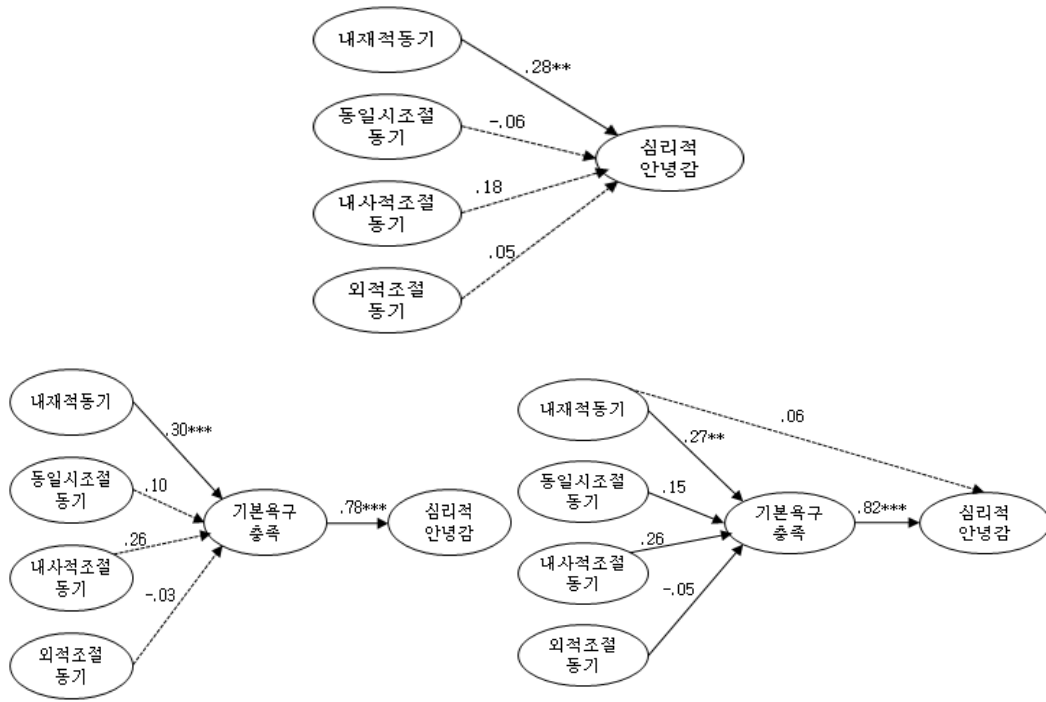 내재적동기
.28**
동일시조절
동기
-.06
심리적
안녕감
내사적조절
동기
.18
외적조절
동기
.05
내재적동기
.30***
동일시조절
동기
.10
기본욕구
충족
.78***
심리적
안녕감
내사적조절
동기
.26
-.03
외적조절
동기
내재적동기
.06
.27**
동일시조절
동기
.15
기본욕구
충족
.82***
심리적
안녕감
내사적조절
동기
.26
-.05
외적조절
동기